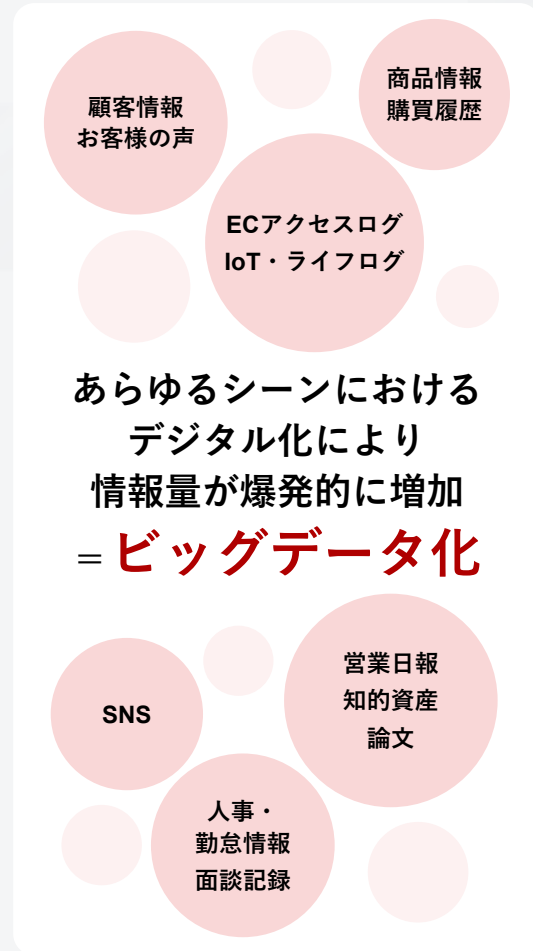 顧客情報
お客様の声
商品情報
購買履歴
ECアクセスログ
IoT・ライフログ
あらゆるシーンにおける
デジタル化により
情報量が爆発的に増加
＝ビッグデータ化
SNS
営業日報
知的資産
論文
人事・
勤怠情報
面談記録